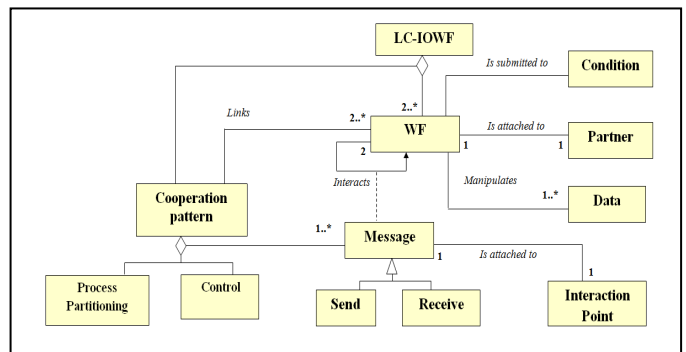 LC-IOWF
Is submitted to
Condition
Links
2..*
2..*
WF
Is attached to
Partner
2
1
1
Interacts
Manipulates
1..*
Data
Cooperation
pattern
1..*
Message
1
Is attached to
1
Process
Partitioning
Control
Send
Receive
Interaction
Point